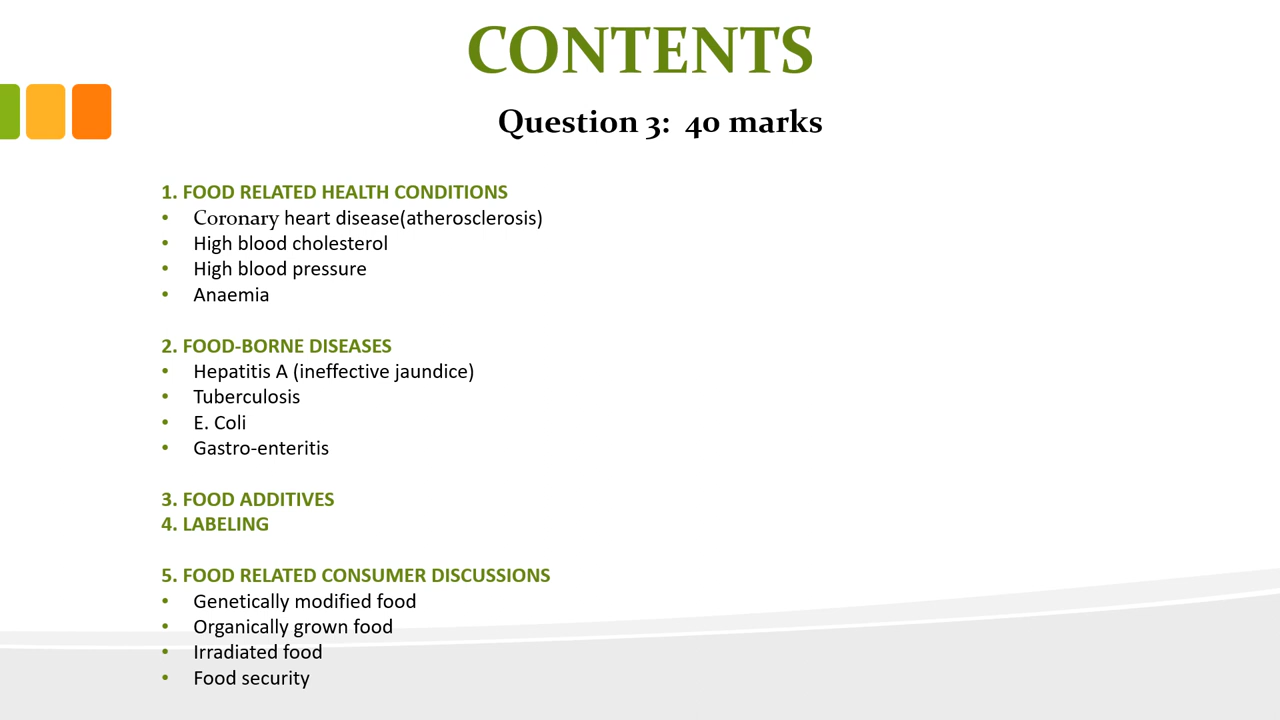 CONTENTS
Question 3:  40 marks
1. FOOD RELATED HEALTH CONDITIONS
• Coronary heart disease(atherosclerosis)
• High blood cholesterol
• High blood pressure
• Anaemia
2. FOOD-BORNE DISEASES
• Hepatitis A (ineffective jaundice)
• Tuberculosis
• E. Coli
• Gastro-enteritis
3. FOOD ADDITIVES
4. LABELING
5. FOOD RELATED CONSUMER DISCUSSIONS
• Genetically modified food
• Organically grown food
• Irradiated food
• Food security